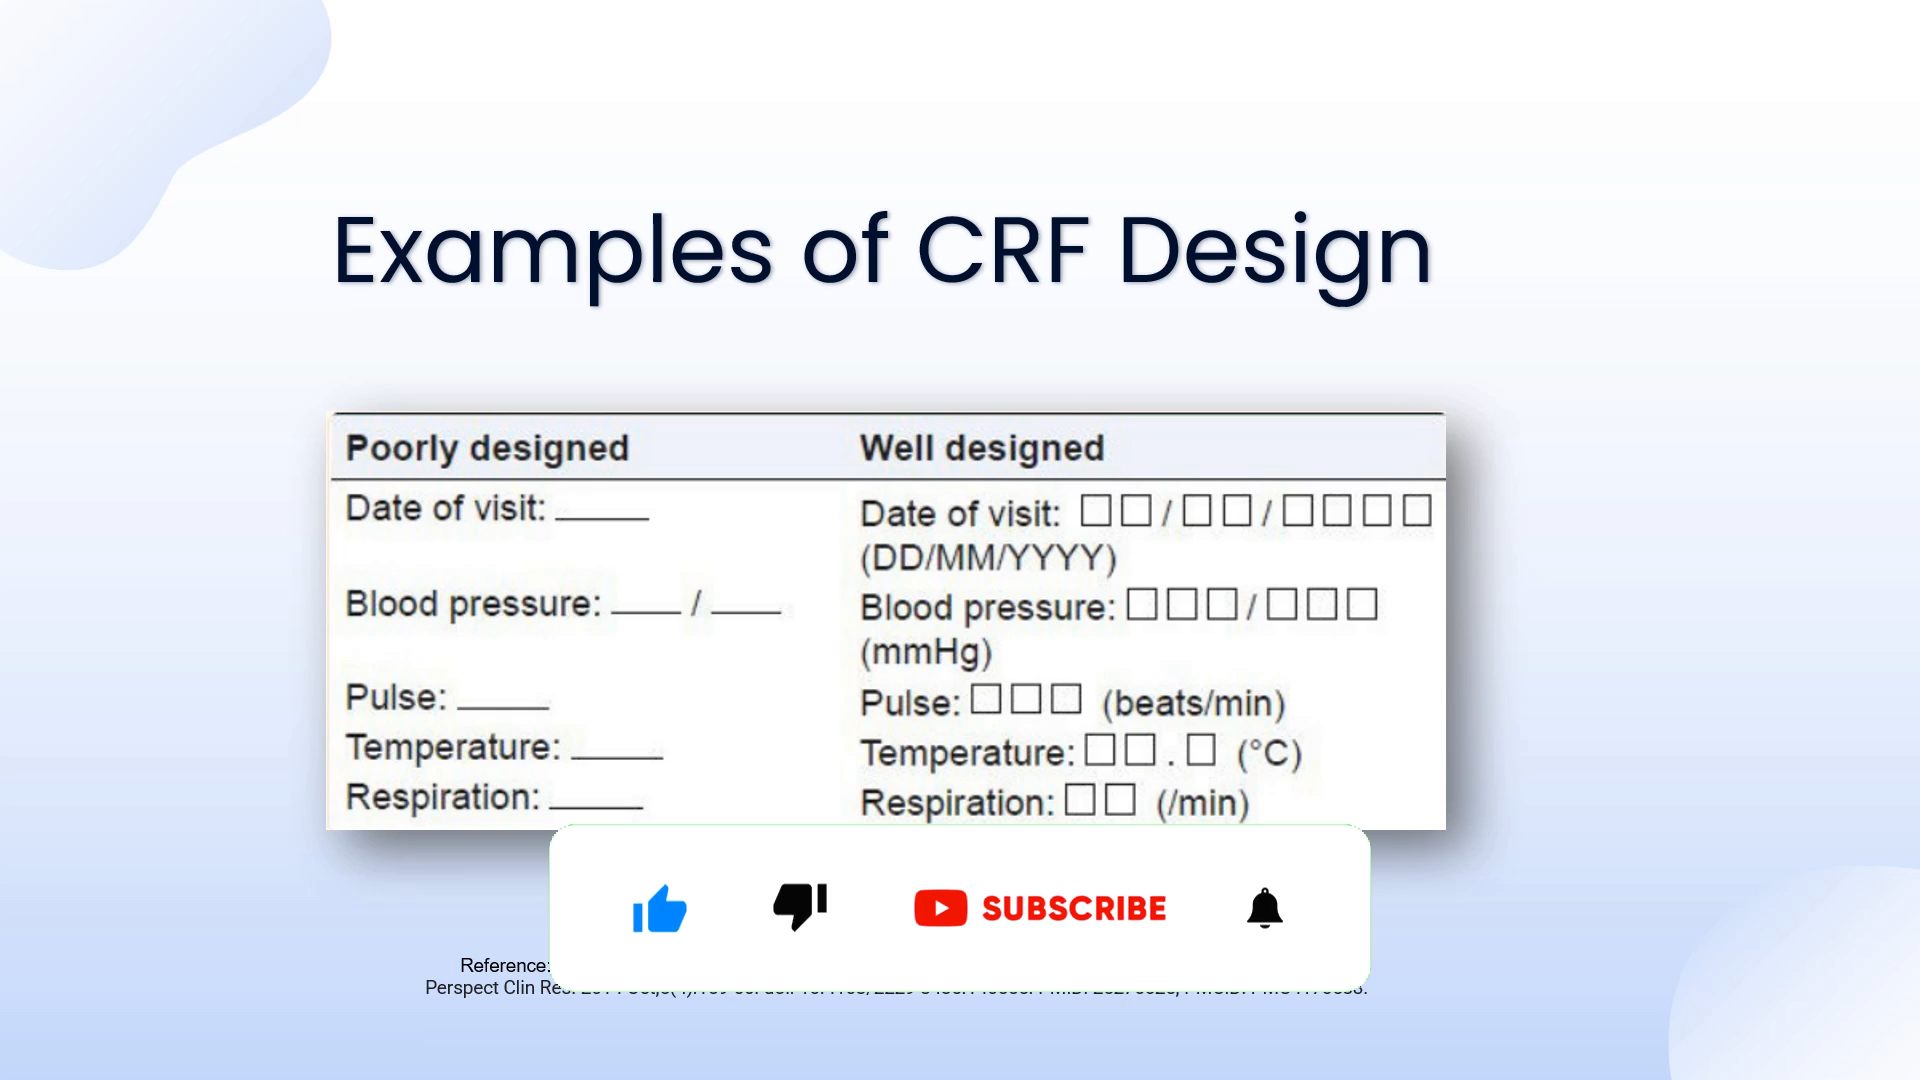 Examples of CRF Design
Poorly designed
Date of visit:
Blood pressure: /
Pulse:
Temperature:
Respiration:
Well designed
Date of visit: / /
(DD/MM/YYYY)
Blood pressure: /
(mmHg)
Pulse: (beats/min)
Temperature: . (°C)
Respiration: (/min)
SUBSCRIBE
Reference:
Perspect Clin